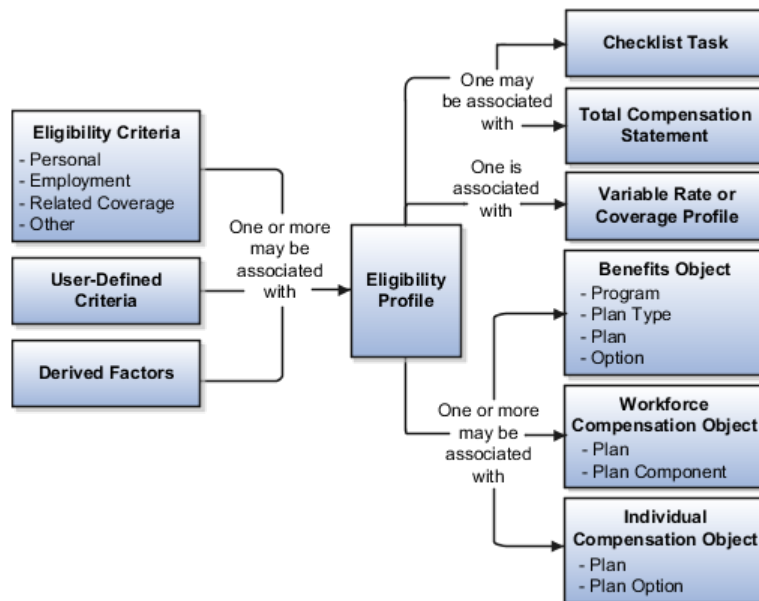 Eligibility Criteria
- Personal
- Employment
- Related Coverage
- Other
User-Defined
Criteria
Derived Factors
One or more
may be
associated
with
Eligibility
Profile
One may
be associated
with
One is
associated
with
One or more
may be
associated
with
Checklist Task
Total Compensation
Statement
Variable Rate or
Coverage Profile
Benefits Object
- Program
- Plan Type
- Plan
- Option
Workforce
Compensation Object
- Plan
- Plan Component
Individual
Compensation Object
- Plan
- Plan Option